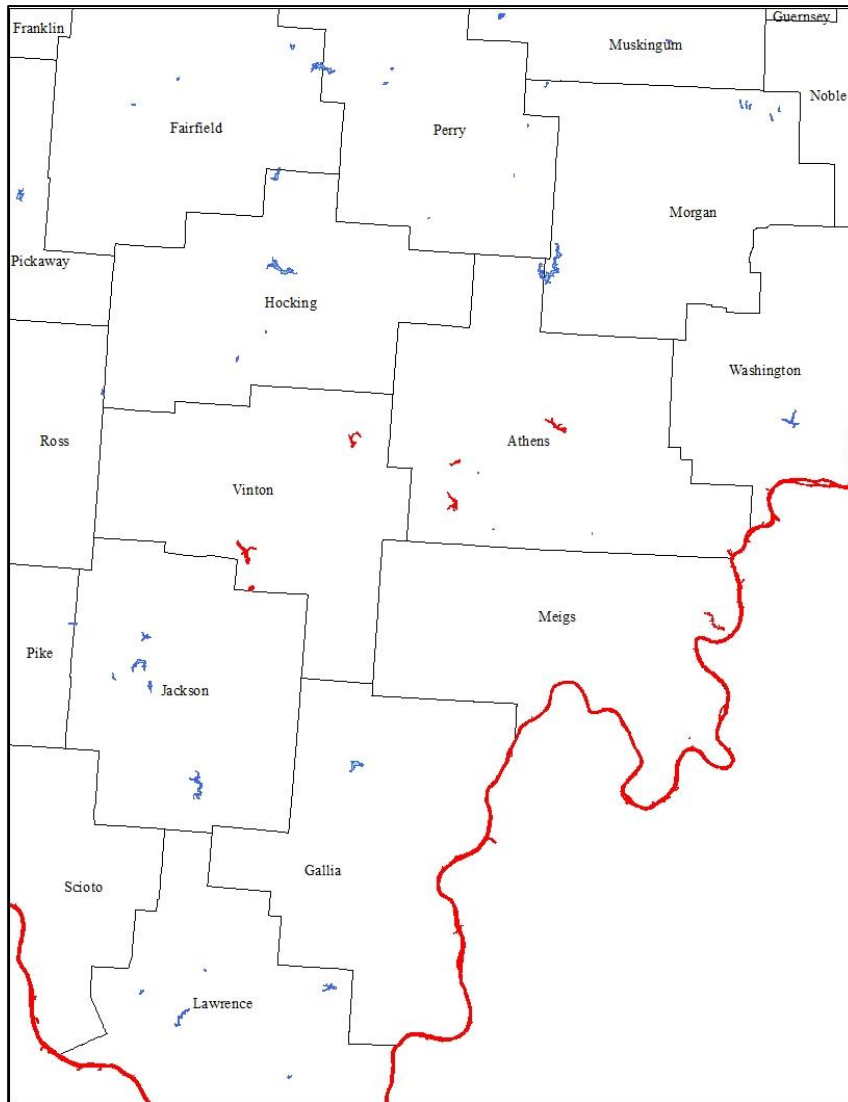 Guernsey
Franklin
Muskingum
Noble
Fairfield
Perry
Morgan
Pickaway
Hocking
Washington
Ross
Athens
Vinton
Meigs
Pike
Jackson
Gallia
Scioto
Lawrence